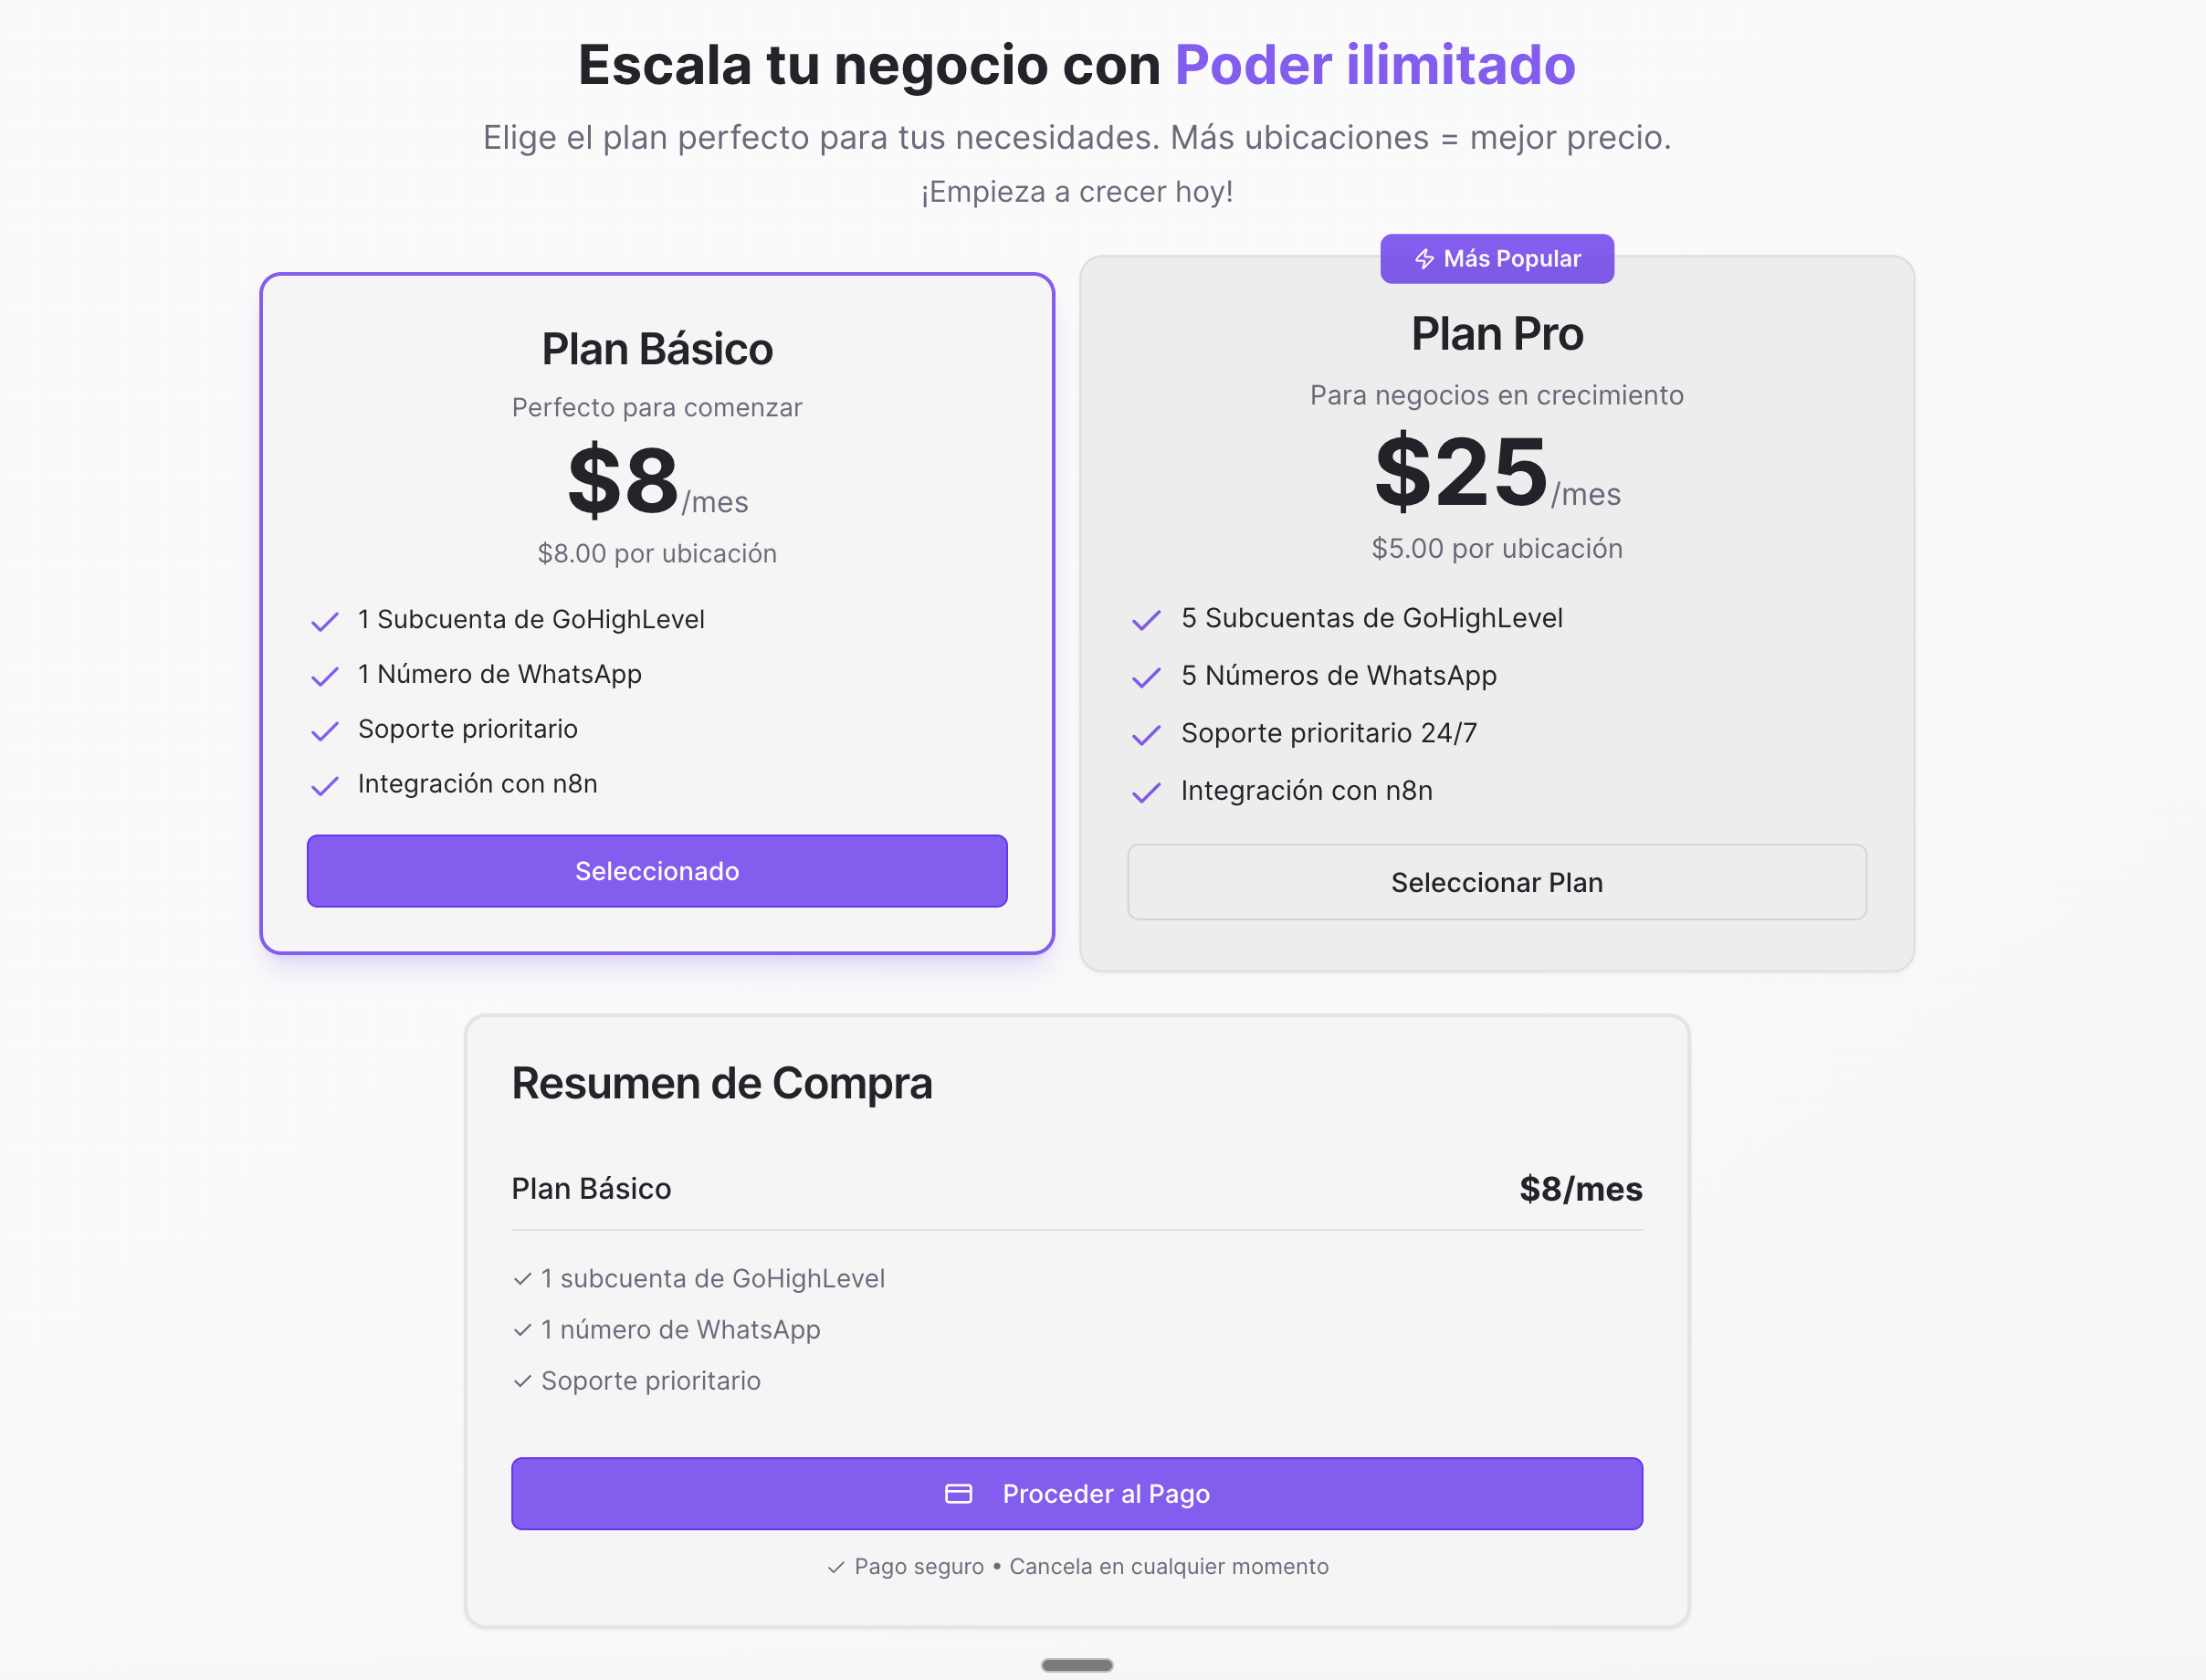 Escala tu negocio con Poder ilimitado
Elige el plan perfecto para tus necesidades. Más ubicaciones = mejor precio.
¡Empieza a crecer hoy!
Plan Básico
Perfecto para comenzar
$8/mes
$8.00 por ubicación
1 Subcuenta de GoHighLevel
1 Número de WhatsApp
Soporte prioritario
Integración con n8n
Seleccionado
Más Popular
Plan Pro
Para negocios en crecimiento
$25/mes
$5.00 por ubicación
5 Subcuentas de GoHighLevel
5 Números de WhatsApp
Soporte prioritario 24/7
Integración con n8n
Seleccionar Plan
Resumen de Compra
Plan Básico $8/mes
✓ 1 subcuenta de GoHighLevel
✓ 1 número de WhatsApp
✓ Soporte prioritario
Proceder al Pago
✓ Pago seguro • Cancela en cualquier momento